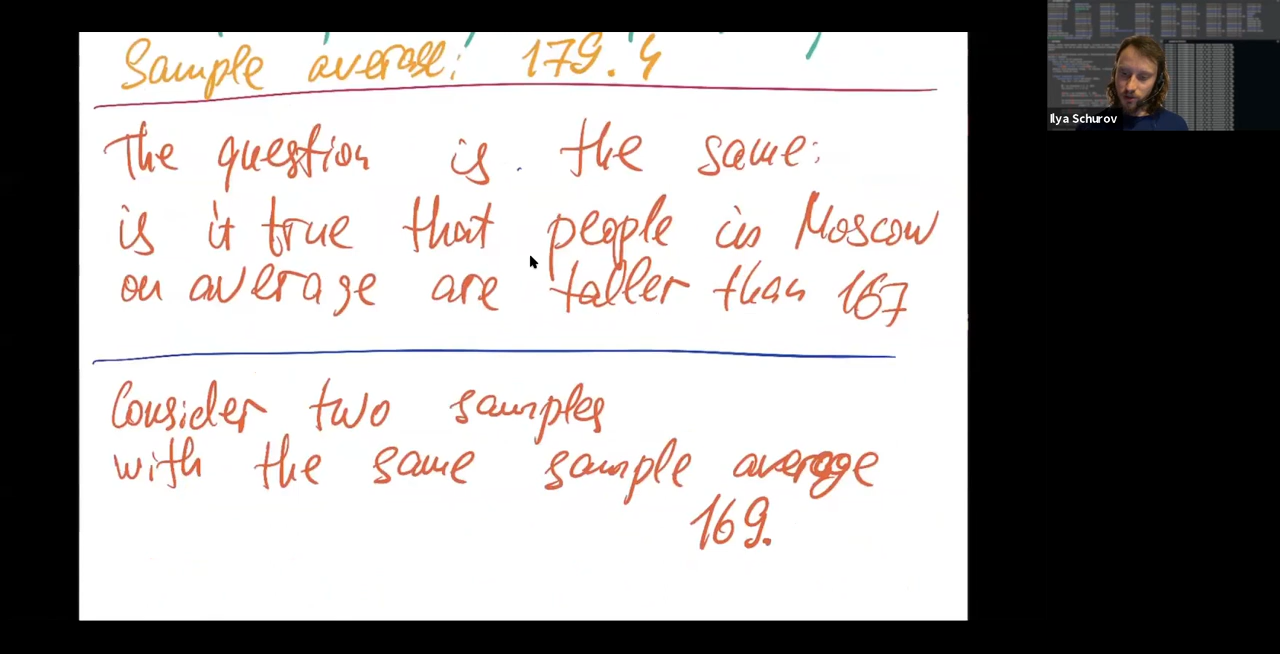 Sample average: 179.4
Ilya Schurov
The question is the same:
is it true that people in Moscow
on average are taller than 167
Consider two samples
with the same sample average
169.